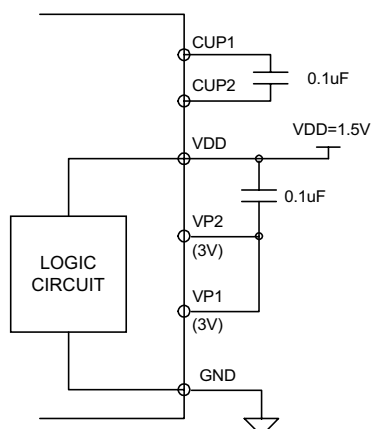 CUP1
0.1uF
CUP2
VDD=1.5V
VDD
0.1uF
VP2
(3V)
LOGIC
CIRCUIT
VP1
(3V)
GND